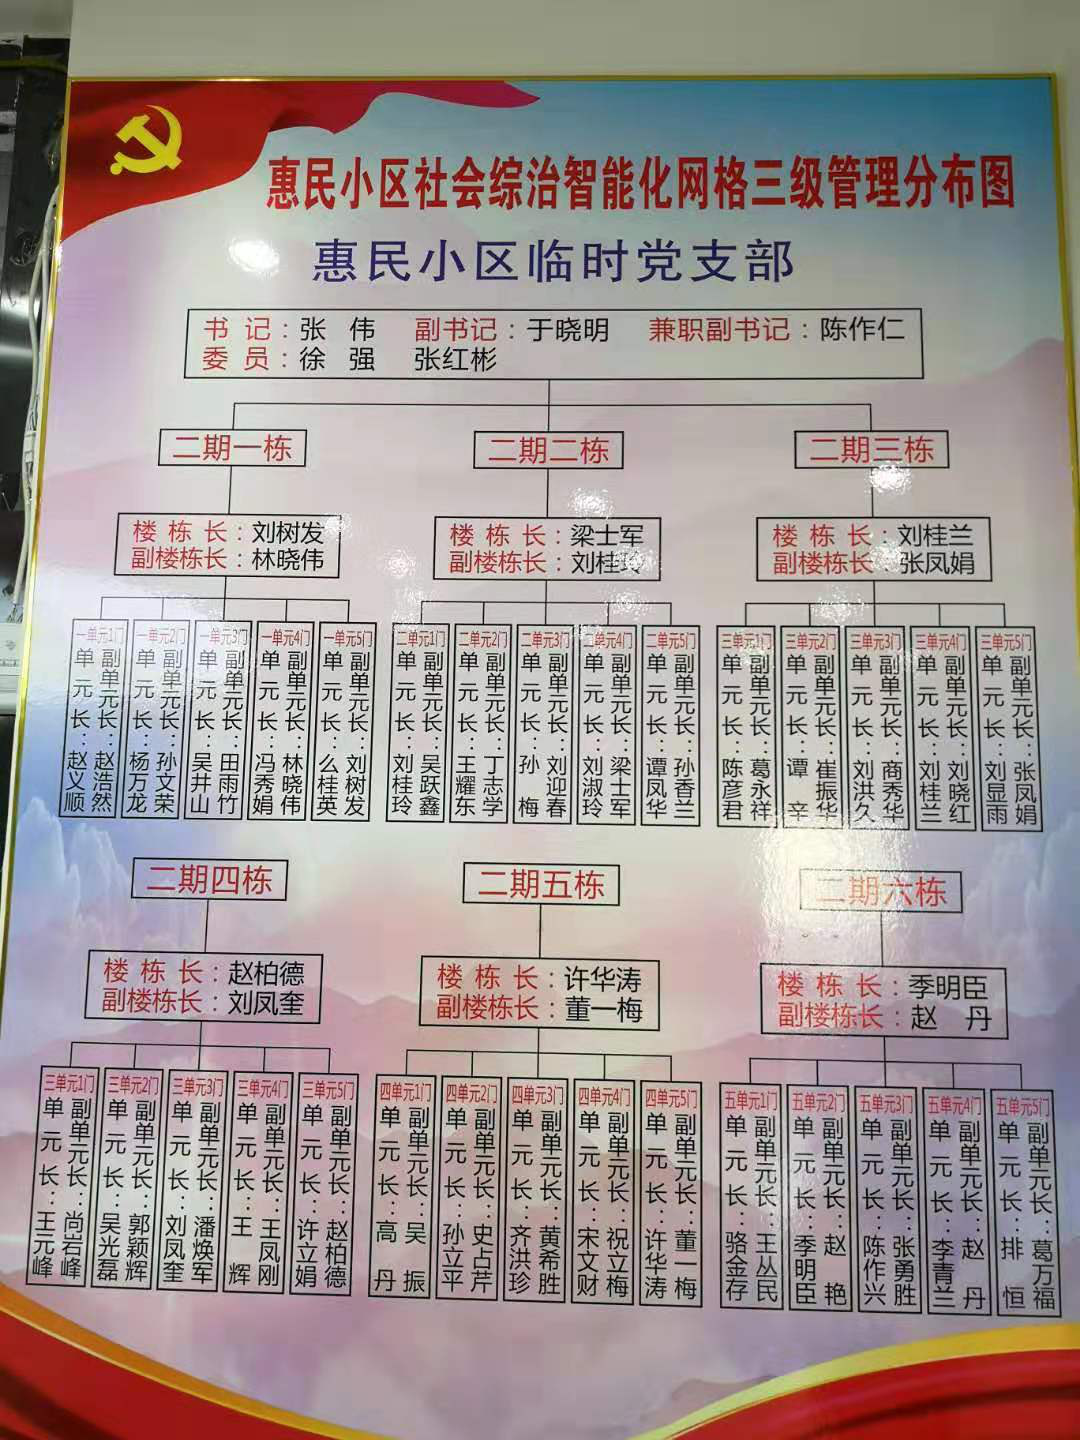 惠民小区社会综治智能化网格三级管理分布图
惠民小区临时党支部
书 记：张 伟 副书记：于晓明 兼职副书记：陈作仁
委 员：徐 强 张红彬
二期一栋
楼 栋 长：刘树发
副楼栋长：林晓伟
一单元1门
单元长：赵义顺
副单元长：赵浩然
一单元2门
单元长：杨万龙
副单元长：孙文荣
一单元3门
单元长：吴井山
副单元长：田雨竹
一单元4门
单元长：冯秀娟
副单元长：林晓伟
一单元5门
单元长：么桂英
副单元长：刘树发
二期二栋
楼 栋 长：梁士军
副楼栋长：刘桂玲
二单元1门
单元长：刘桂玲
副单元长：吴跃鑫
二单元2门
单元长：王耀东
副单元长：丁志学
二单元3门
单元长：孙 梅
副单元长：刘迎春
二单元4门
单元长：刘淑玲
副单元长：梁士军
二单元5门
单元长：谭凤华
副单元长：孙香兰
二期三栋
楼 栋 长：刘桂兰
副楼栋长：张凤娟
三单元1门
单元长：陈彦君
副单元长：葛永祥
三单元2门
单元长：谭 辛
副单元长：崔振华
三单元3门
单元长：刘洪久
副单元长：商秀华
三单元4门
单元长：刘桂兰
副单元长：刘晓红
三单元5门
单元长：刘显雨
副单元长：张凤娟
二期四栋
楼 栋 长：赵柏德
副楼栋长：刘凤奎
三单元1门
单元长：王元峰
副单元长：尚岩峰
三单元2门
单元长：吴光磊
副单元长：郭颖辉
三单元3门
单元长：刘凤奎
副单元长：潘焕军
三单元4门
单元长：王 辉
副单元长：王凤刚
三单元5门
单元长：许立娟
副单元长：赵柏德
二期五栋
楼 栋 长：许华涛
副楼栋长：董一梅
四单元1门
单元长：高 丹
副单元长：吴 振
四单元2门
单元长：孙立平
副单元长：史占芹
四单元3门
单元长：齐洪珍
副单元长：黄希胜
四单元4门
单元长：宋文财
副单元长：祝立梅
四单元5门
单元长：许华涛
副单元长：董一梅
二期六栋
楼 栋 长：季明臣
副楼栋长：赵 丹
五单元1门
单元长：骆金存
副单元长：王丛民
五单元2门
单元长：季明臣
副单元长：赵 艳
五单元3门
单元长：陈作兴
副单元长：张勇胜
五单元4门
单元长：李青兰
副单元长：赵 丹
五单元5门
单元长：排 恒
副单元长：葛万福